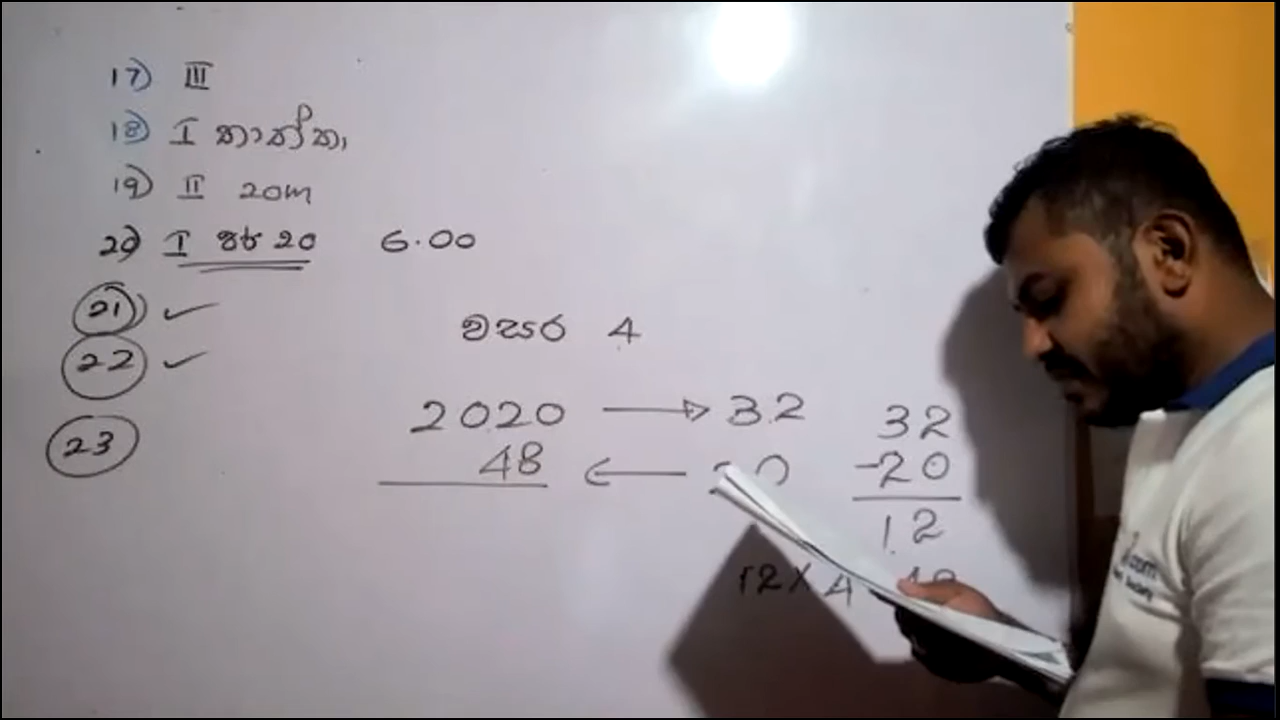 17) III
18) I තාත්තා
19) II 20m
20) I පැය 20 6.00
21) ✓
22) ✓
23
වසර 4
2020 → 32
48 ← 20
32
-20
12
12 × 4